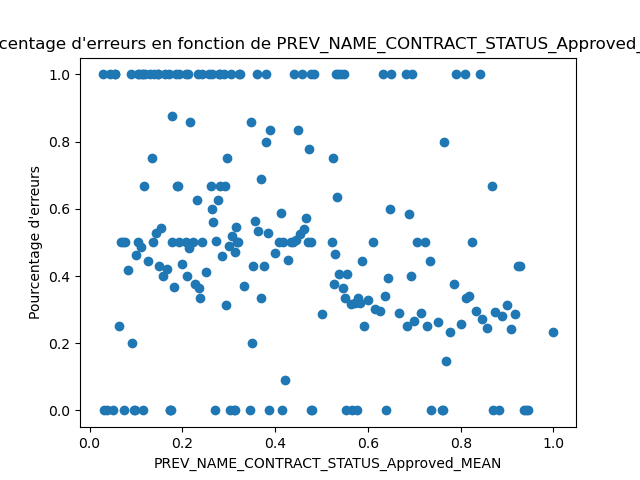 centage d'erreurs en fonction de PREV_NAME_CONTRACT_STATUS_Approved_
1.0
0.8
0.6
0.4
0.2
0.0
Pourcentage d'erreurs
0.0 0.2 0.4 0.6 0.8 1.0
PREV_NAME_CONTRACT_STATUS_Approved_MEAN